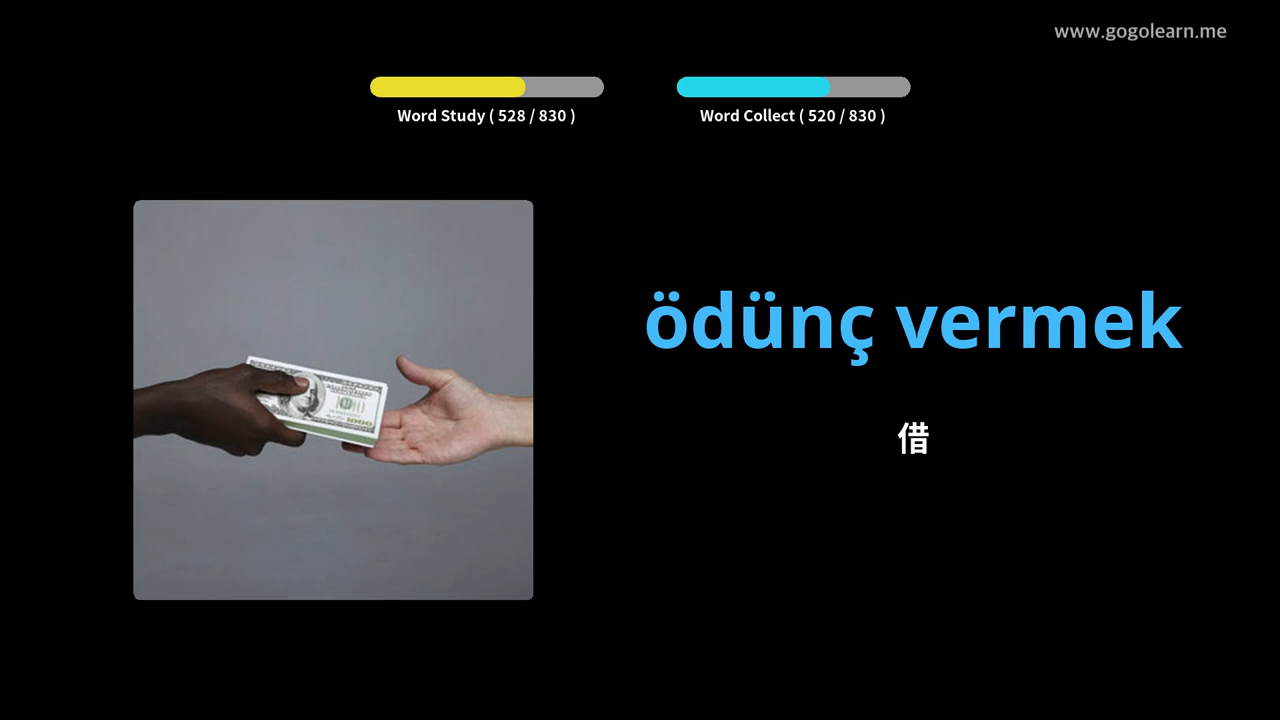 www.gogolearn.me
Word Study ( 528 / 830 )
Word Collect ( 520 / 830 )
ödünç vermek
借